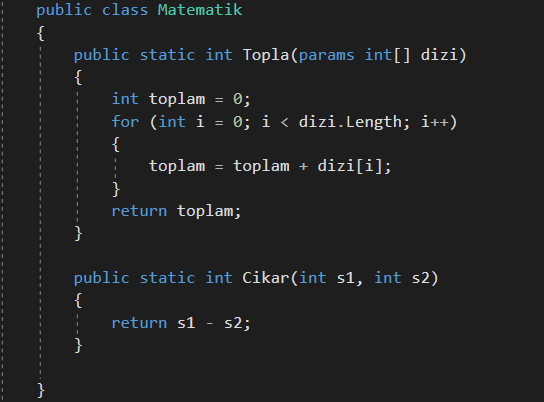 public class Matematik
{
public static int Topla(params int[] dizi)
{
int toplam = 0;
for (int i = 0; i < dizi.Length; i++)
{
toplam = toplam + dizi[i];
}
return toplam;
}
public static int Cikar(int s1, int s2)
{
return s1 - s2;
}
}